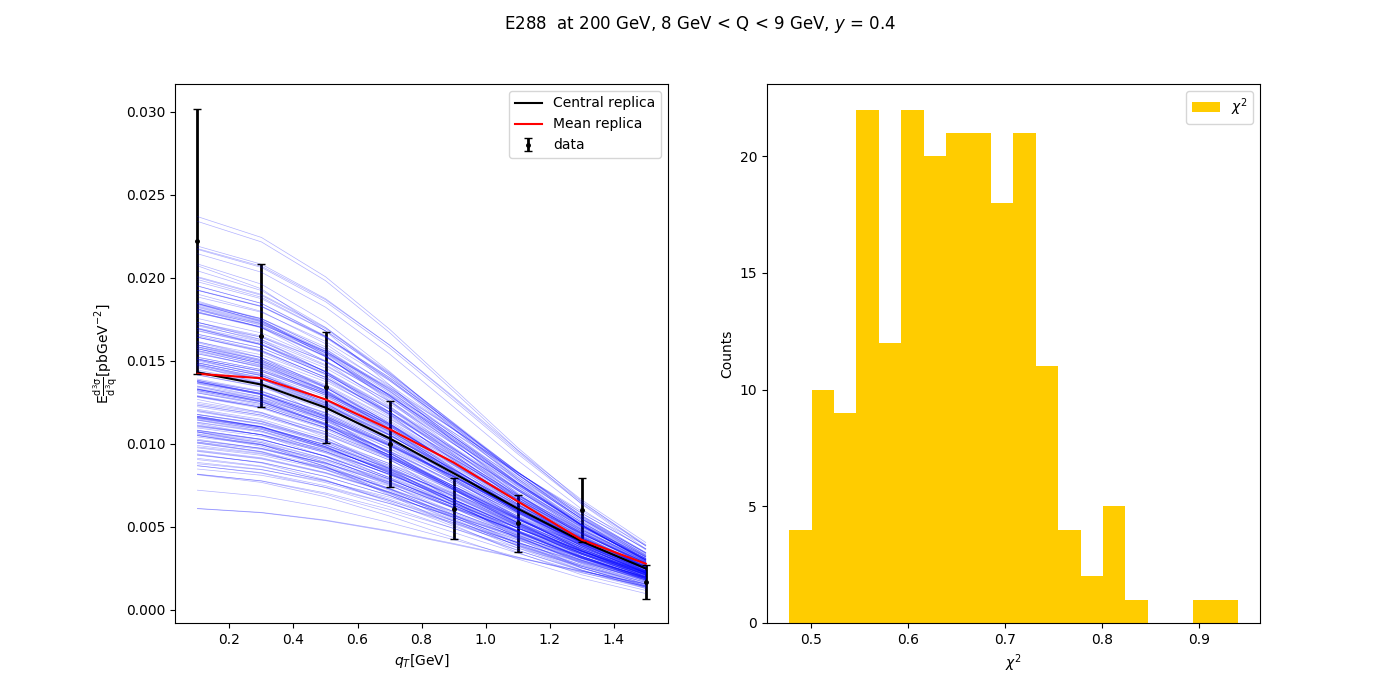 E288 at 200 GeV, 8 GeV < Q < 9 GeV, y = 0.4
Central replica
Mean replica
data
0.030
0.025
0.020
0.015
0.010
0.005
0.000
E d³σ/d³q [pbGeV⁻²]
0.2 0.4 0.6 0.8 1.0 1.2 1.4
q_T[GeV]
χ²
20
15
10
5
0
Counts
0.5 0.6 0.7 0.8 0.9
χ²